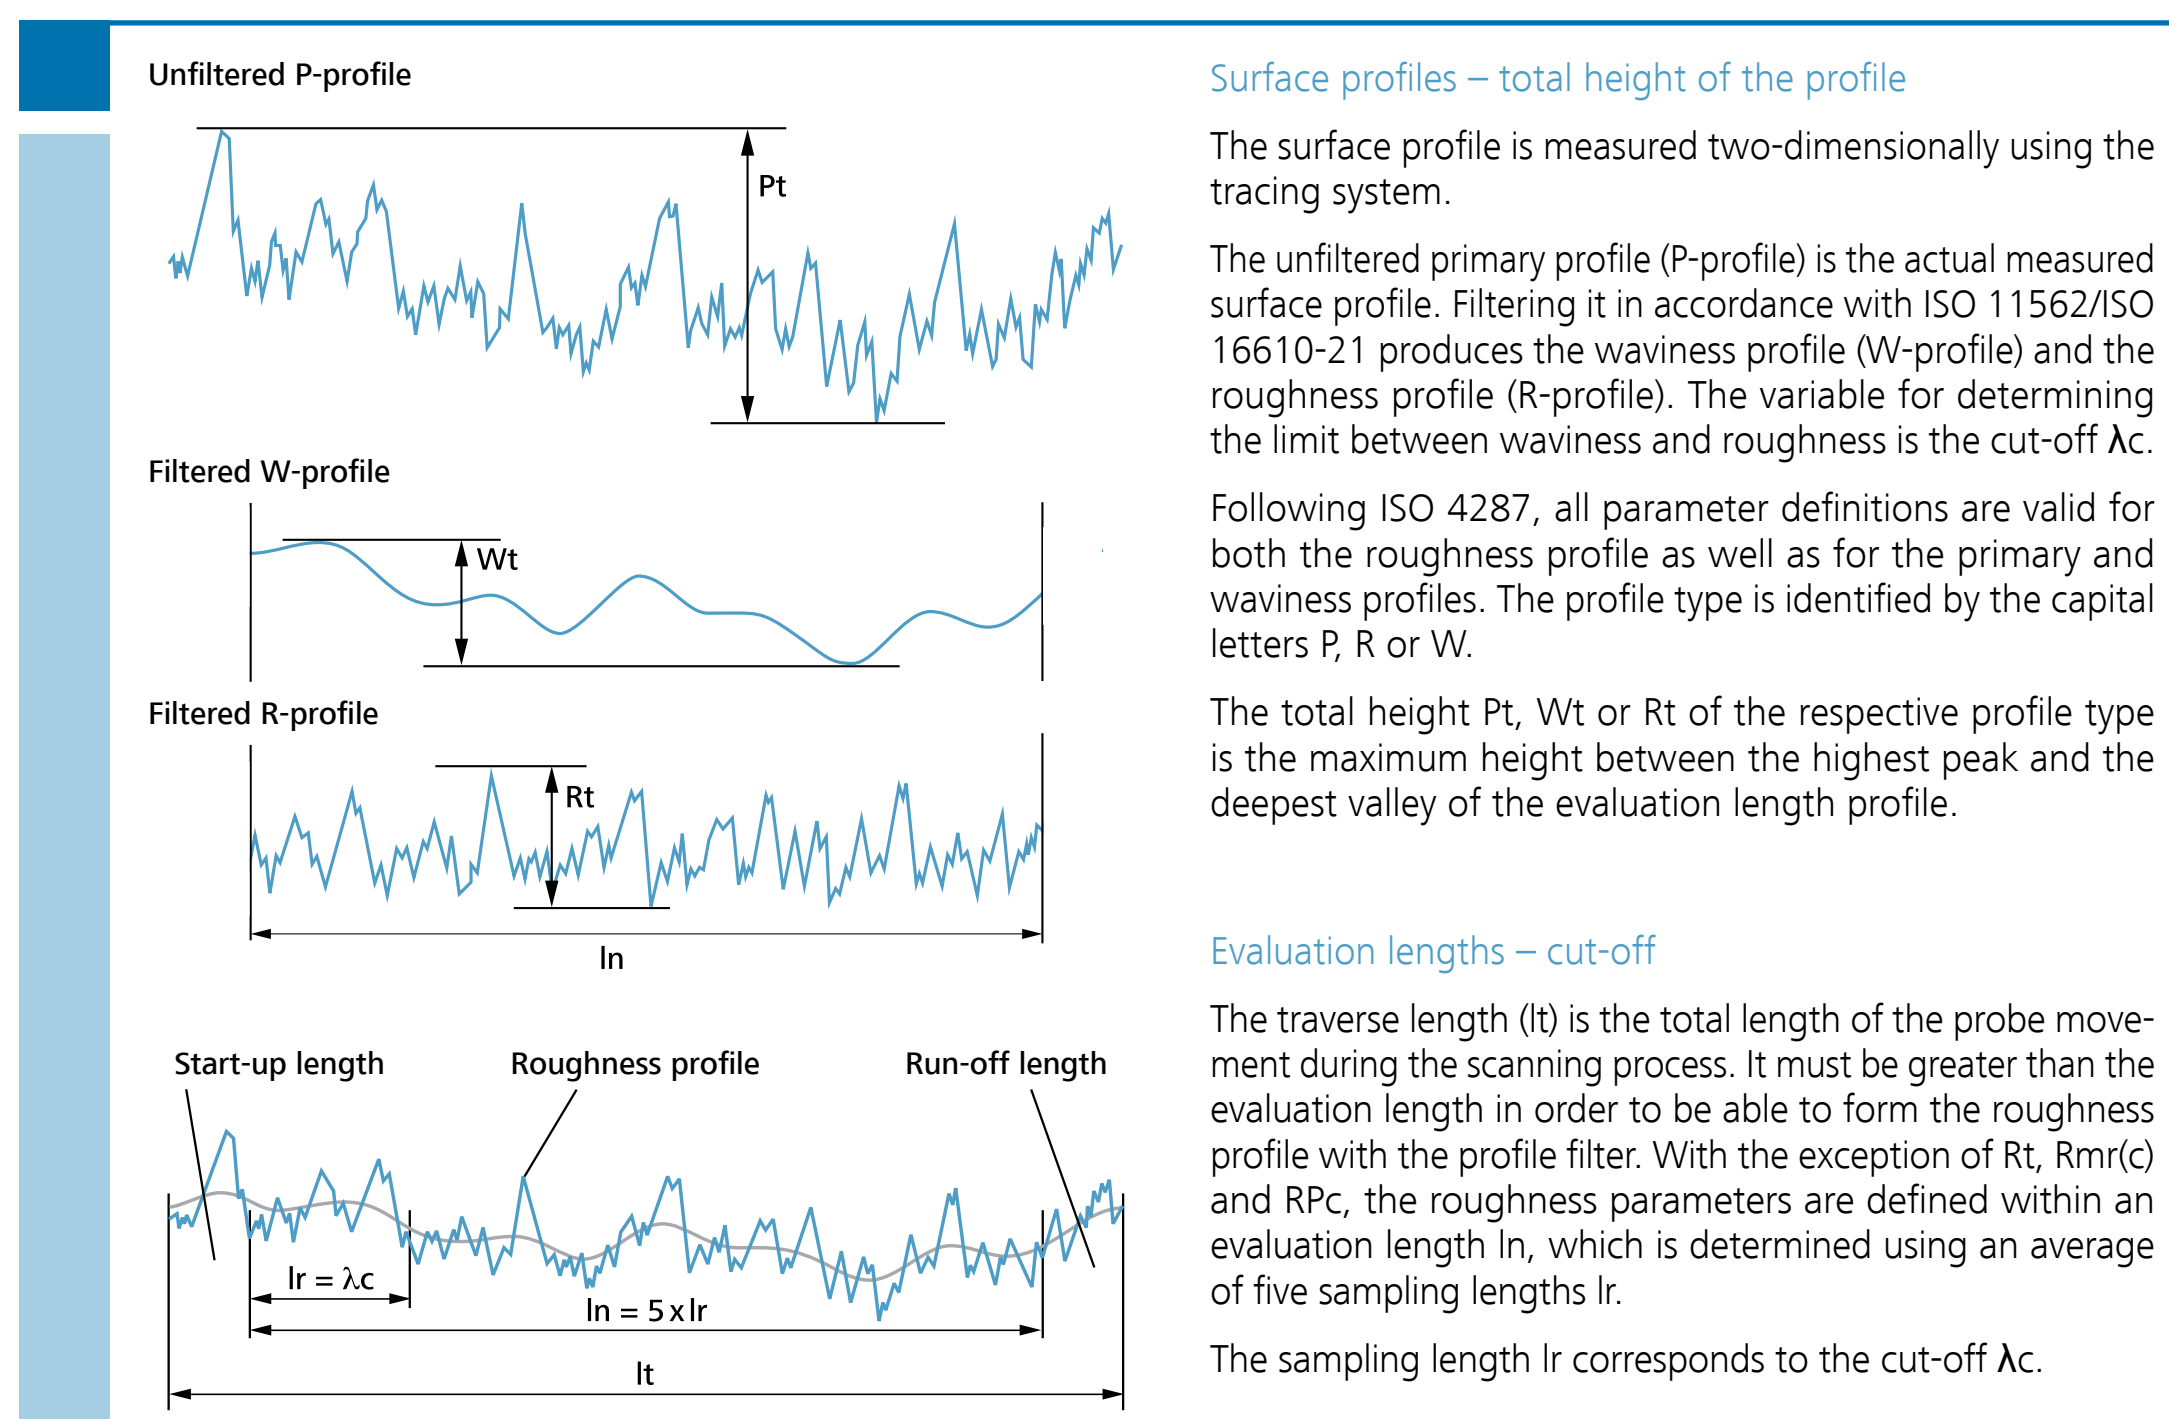 Unfiltered P-profile
Pt
Filtered W-profile
Wt
Filtered R-profile
Rt
ln
Start-up length
Roughness profile
Run-off length
lr = λc
ln = 5 x lr
lt
Surface profiles – total height of the profile
The surface profile is measured two-dimensionally using the
tracing system.
The unfiltered primary profile (P-profile) is the actual measured
surface profile. Filtering it in accordance with ISO 11562/ISO
16610-21 produces the waviness profile (W-profile) and the
roughness profile (R-profile). The variable for determining
the limit between waviness and roughness is the cut-off λc.
Following ISO 4287, all parameter definitions are valid for
both the roughness profile as well as for the primary and
waviness profiles. The profile type is identified by the capital
letters P, R or W.
The total height Pt, Wt or Rt of the respective profile type
is the maximum height between the highest peak and the
deepest valley of the evaluation length profile.
Evaluation lengths – cut-off
The traverse length (lt) is the total length of the probe move-
ment during the scanning process. It must be greater than the
evaluation length in order to be able to form the roughness
profile with the profile filter. With the exception of Rt, Rmr(c)
and RPc, the roughness parameters are defined within an
evaluation length ln, which is determined using an average
of five sampling lengths lr.
The sampling length lr corresponds to the cut-off λc.